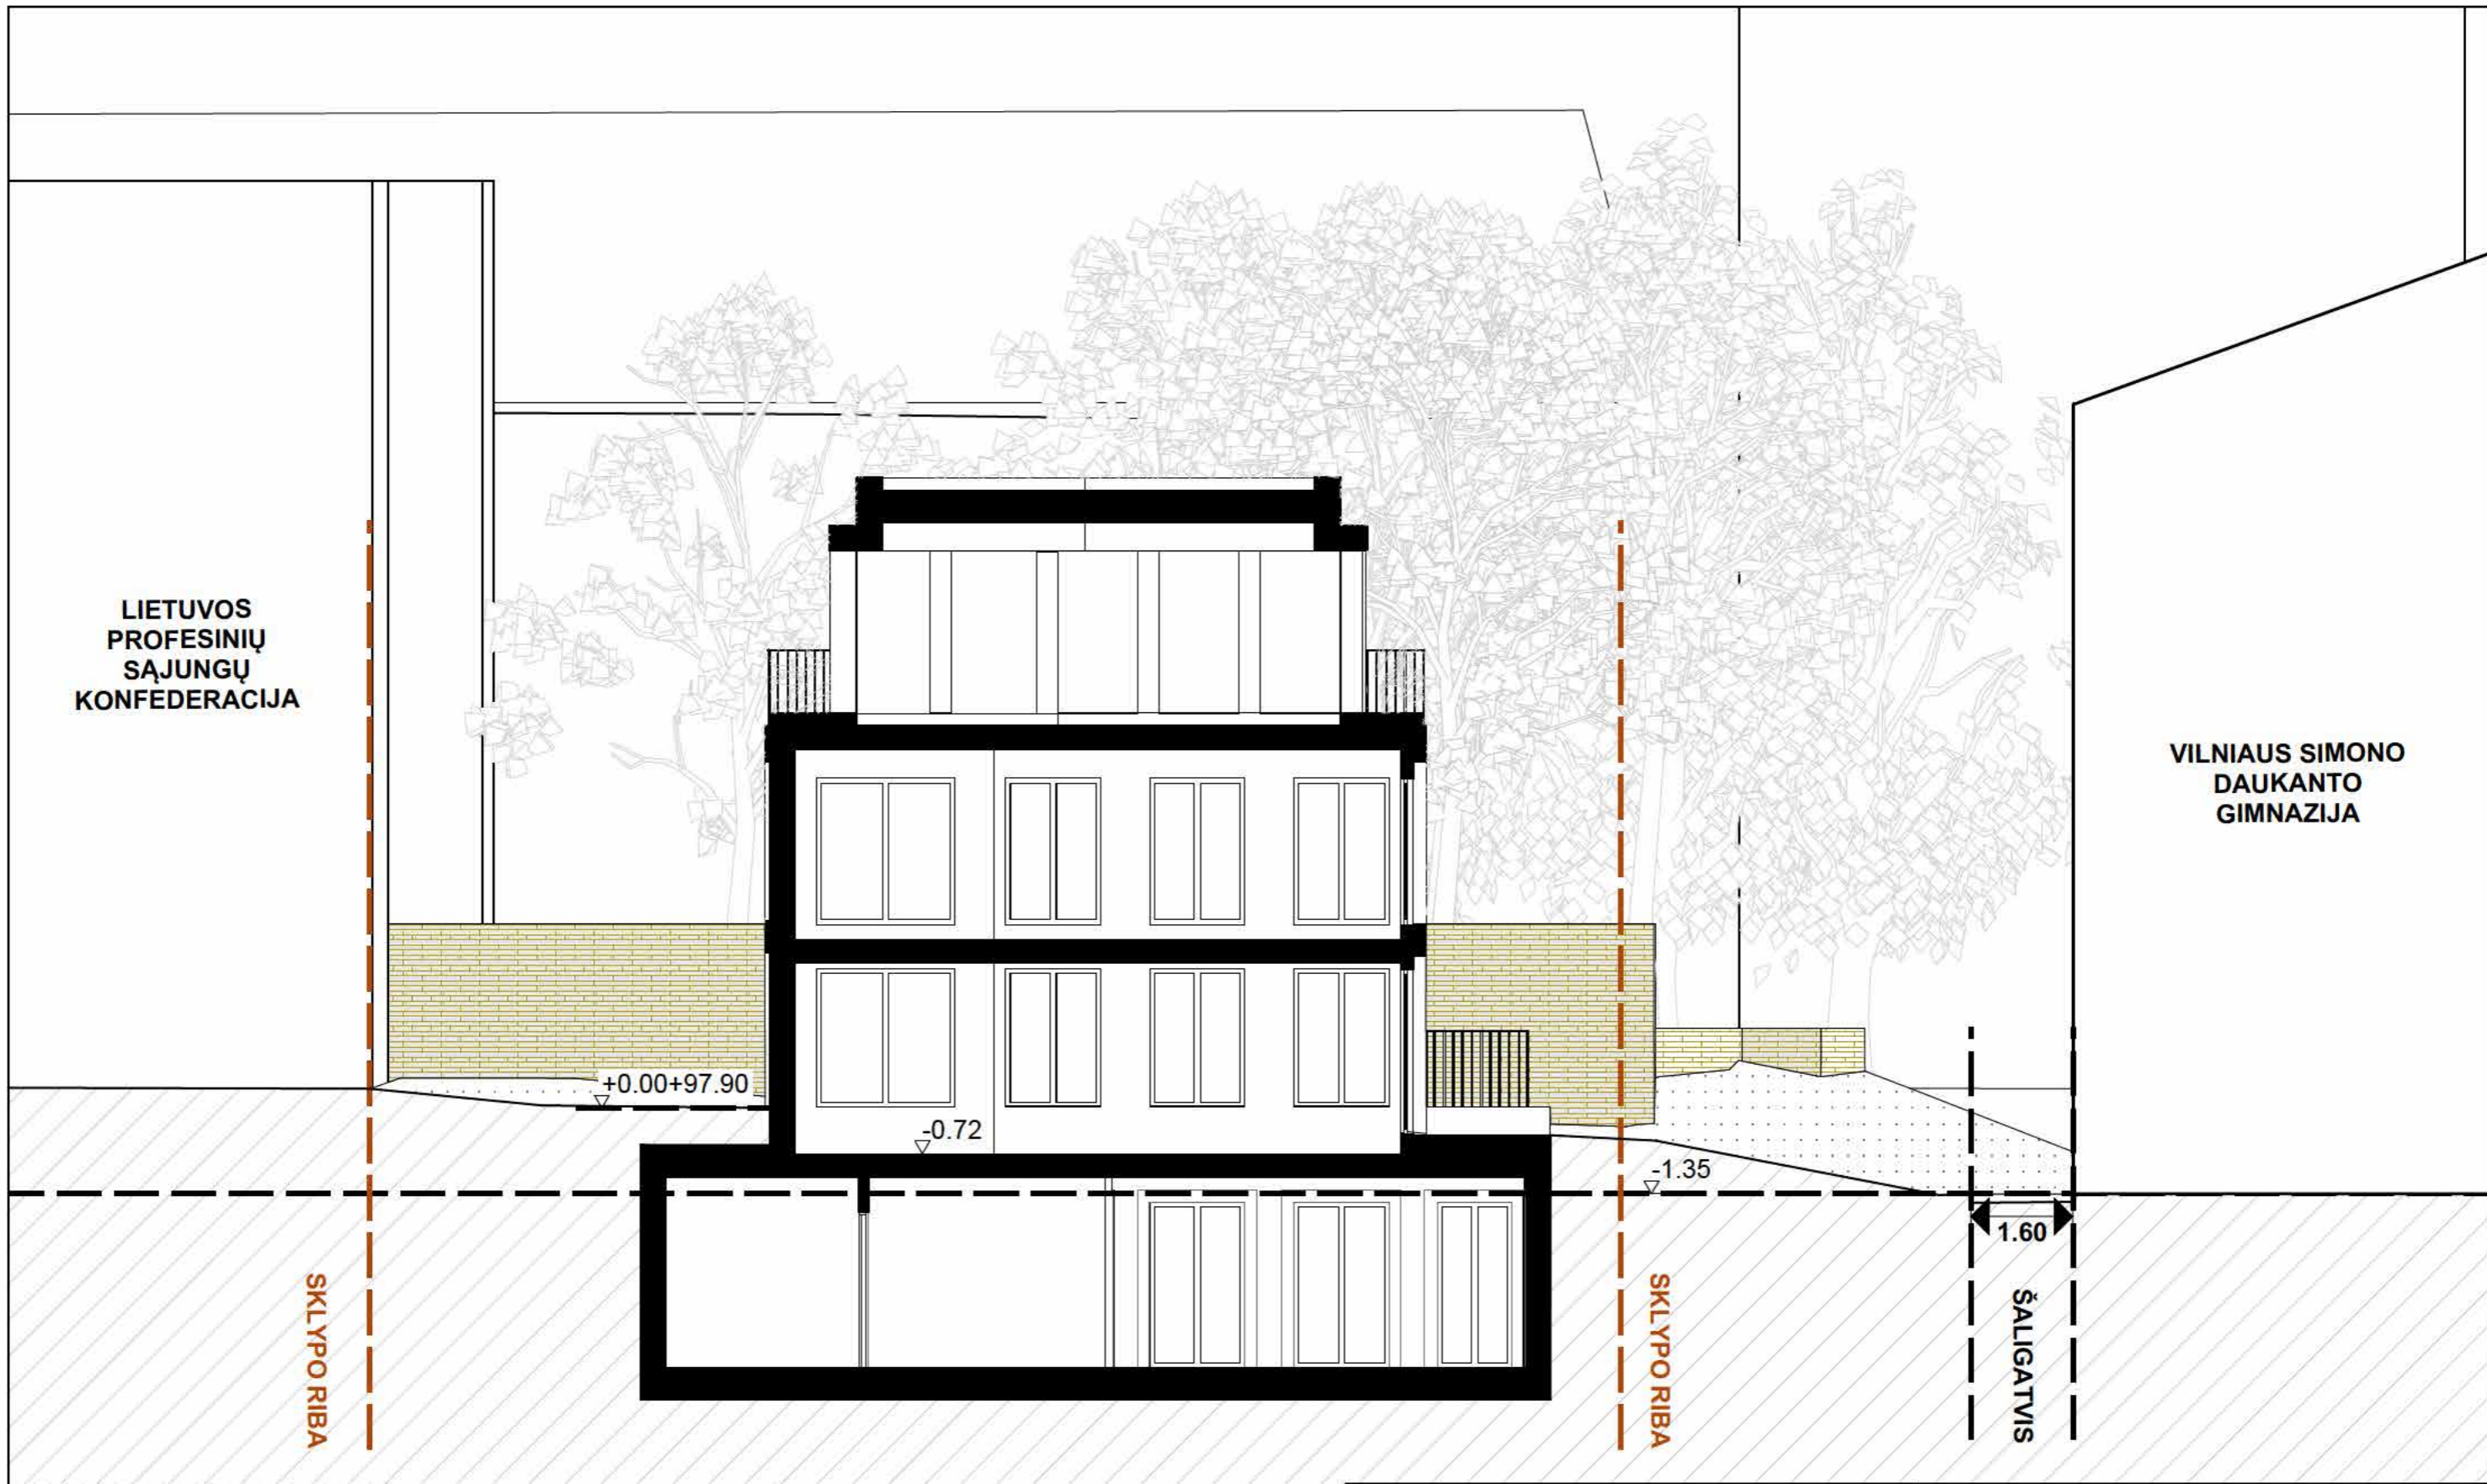 LIETUVOS
PROFESINIŲ
SĄJUNGŲ
KONFEDERACIJA
VILNIAUS SIMONO
DAUKANTO
GIMNAZIJA
+0.00+97.90
-0.72
-1.35
1.60
SKLYPO RIBA
SKLYPO RIBA
ŠALIGATVIS